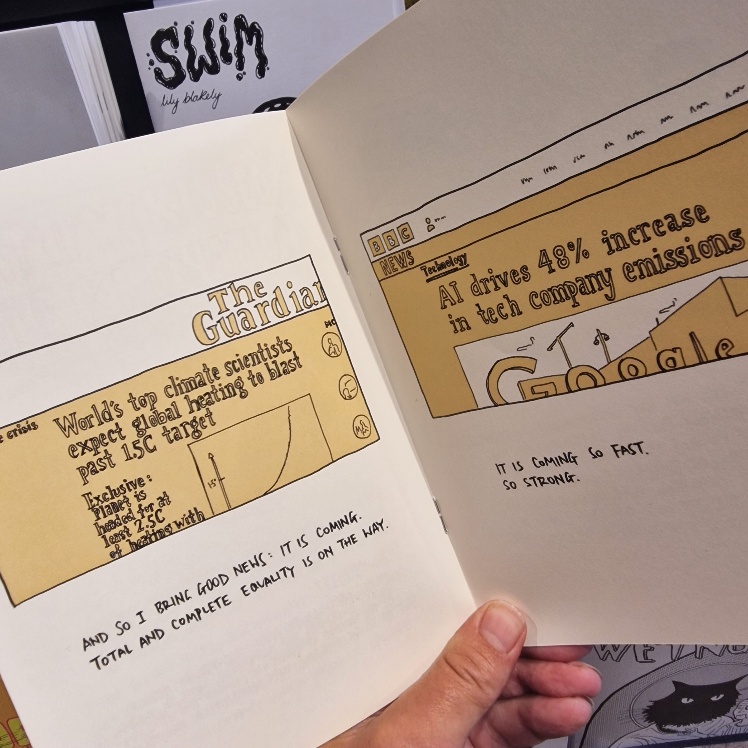 SWIM
lily blakely
The
Guardian
e crisis
World's top climate scientists
expect global heating to blast
past 1.5C target
Exclusive:
Planet is
headed for at
least 2.5C
of heating with
1.5°
AND SO I BRING GOOD NEWS: IT IS COMING.
TOTAL AND COMPLETE EQUALITY IS ON THE WAY.
BBC
NEWS
Technology
AI drives 48% increase
in tech company emissions
Google
IT IS COMING SO FAST.
SO STRONG.